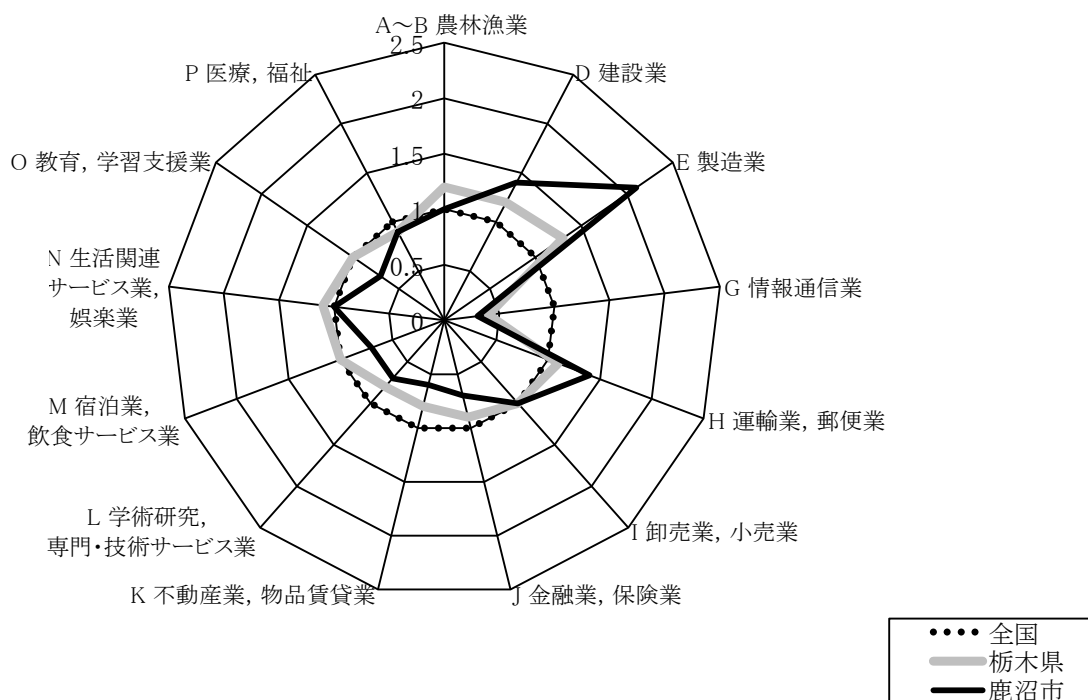 A～B 農林漁業
2.5
P 医療, 福祉
D 建設業
2
O 教育, 学習支援業
1.5
E 製造業
1
N 生活関連
サービス業,
娯楽業
0.5
G 情報通信業
0
M 宿泊業,
飲食サービス業
H 運輸業, 郵便業
L 学術研究,
専門・技術サービス業
I 卸売業, 小売業
K 不動産業, 物品賃貸業
J 金融業, 保険業
全国
栃木県
鹿沼市